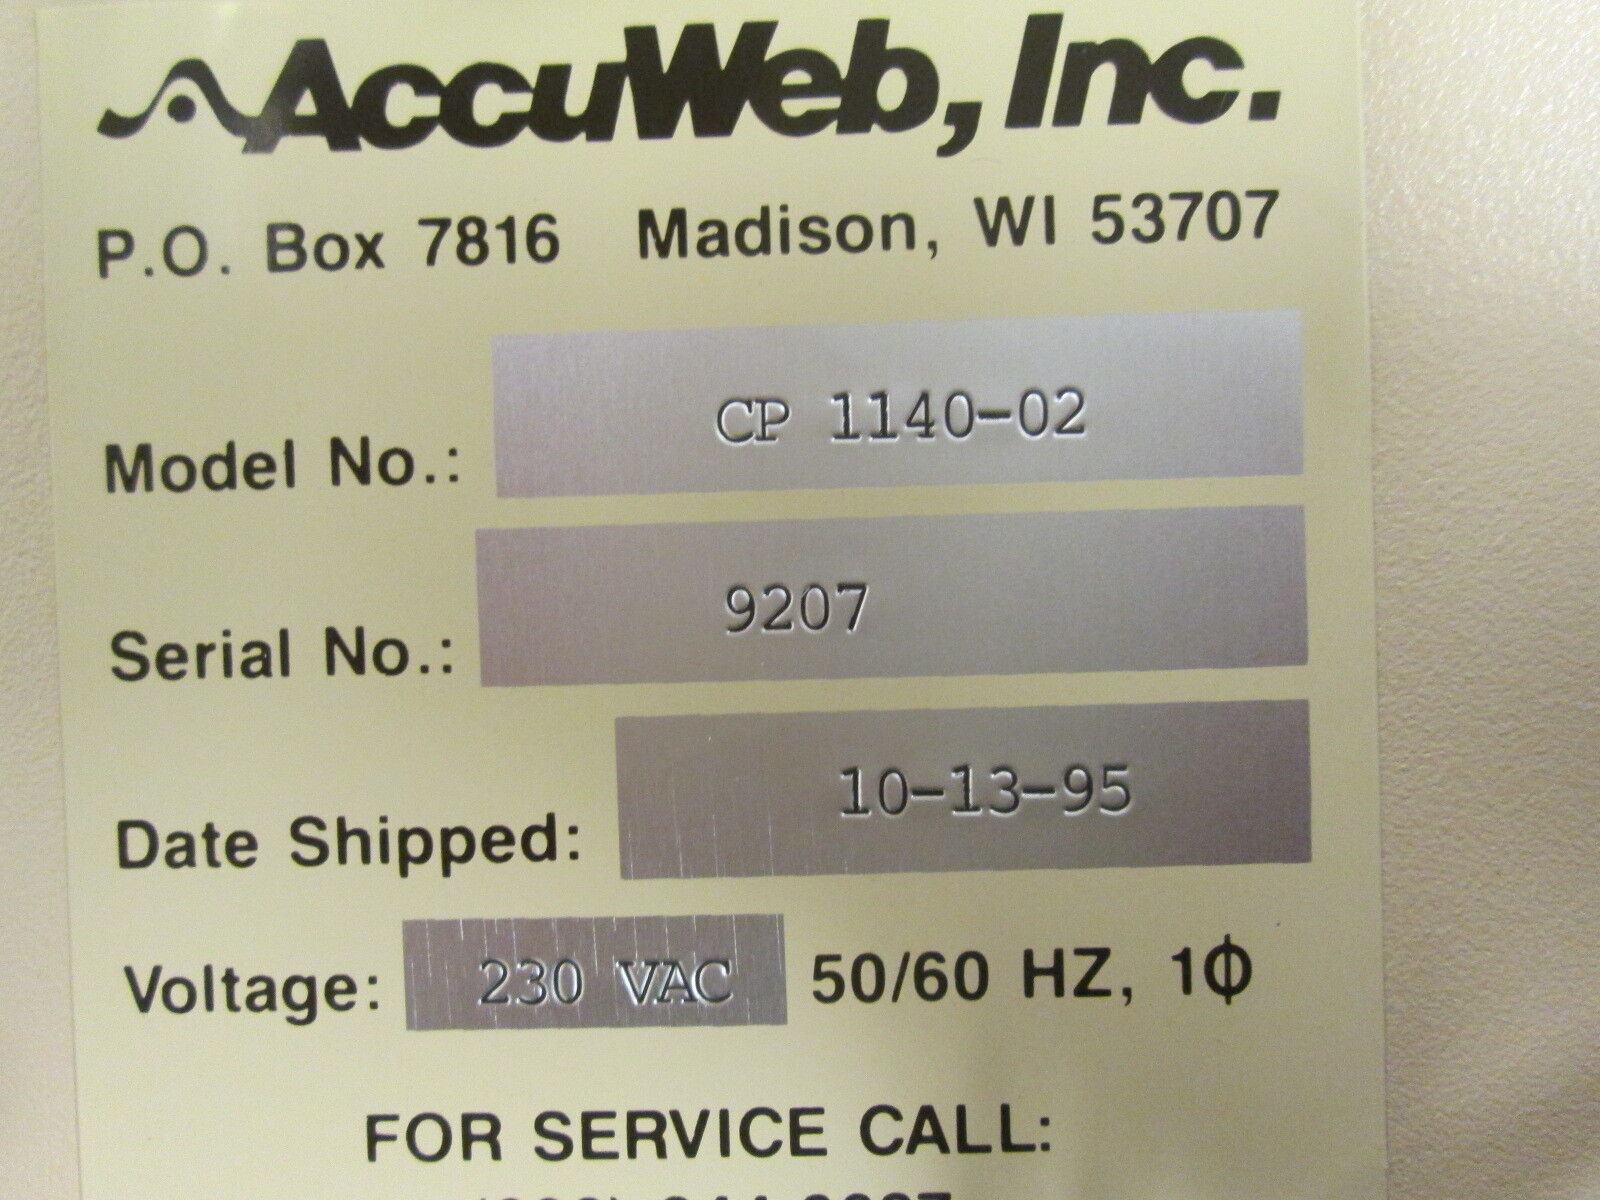 AccuWeb, Inc.
P.O. Box 7816 Madison, WI 53707
Model No.: CP 1140-02
Serial No.: 9207
Date Shipped: 10-13-95
Voltage: 230 VAC 50/60 HZ, 1Φ
FOR SERVICE CALL: